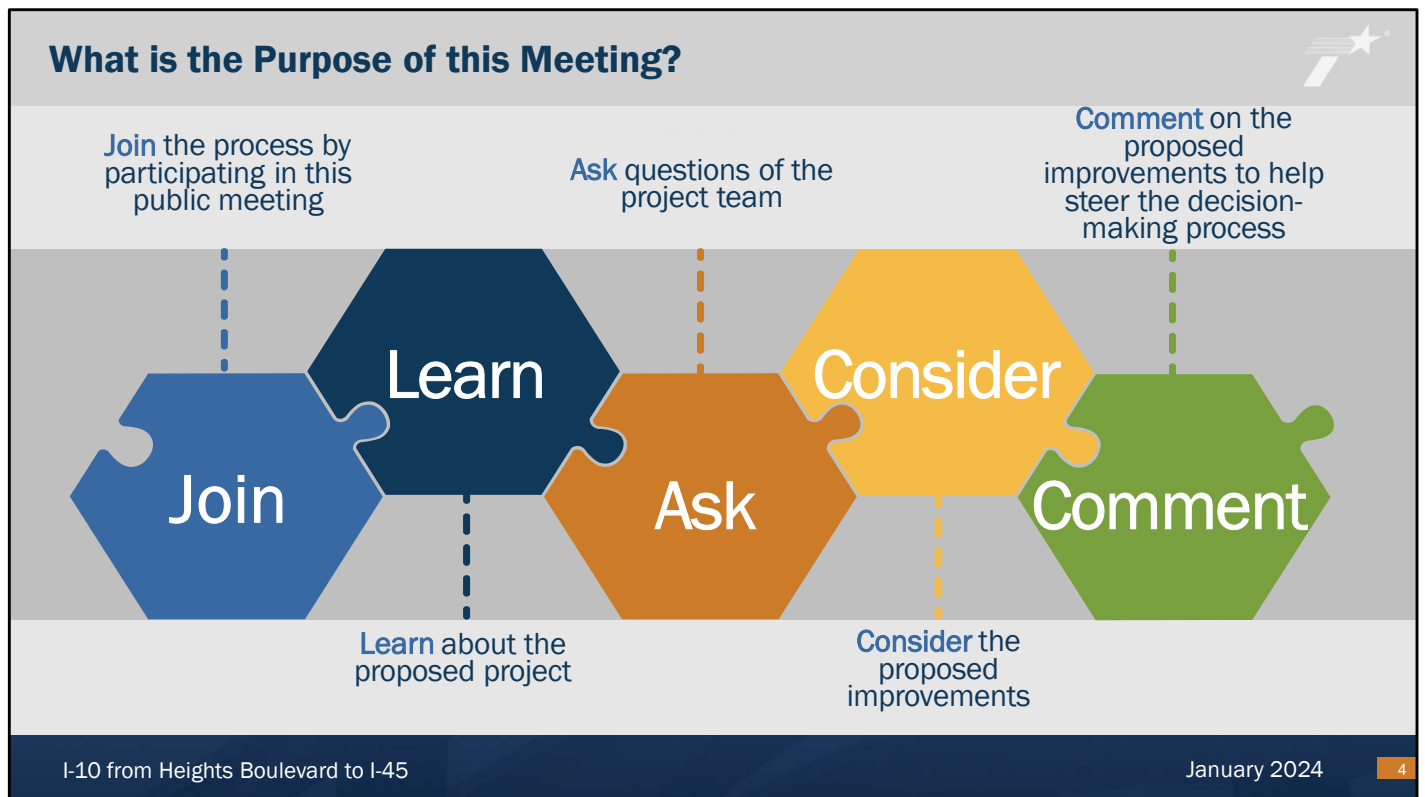 What is the Purpose of this Meeting?
Join the process by
participating in this
public meeting
Ask questions of the
project team
Comment on the
proposed
improvements to help
steer the decision-
making process
Join
Learn
Ask
Consider
Comment
Learn about the
proposed project
Consider the
proposed
improvements
I-10 from Heights Boulevard to I-45
January 2024
4